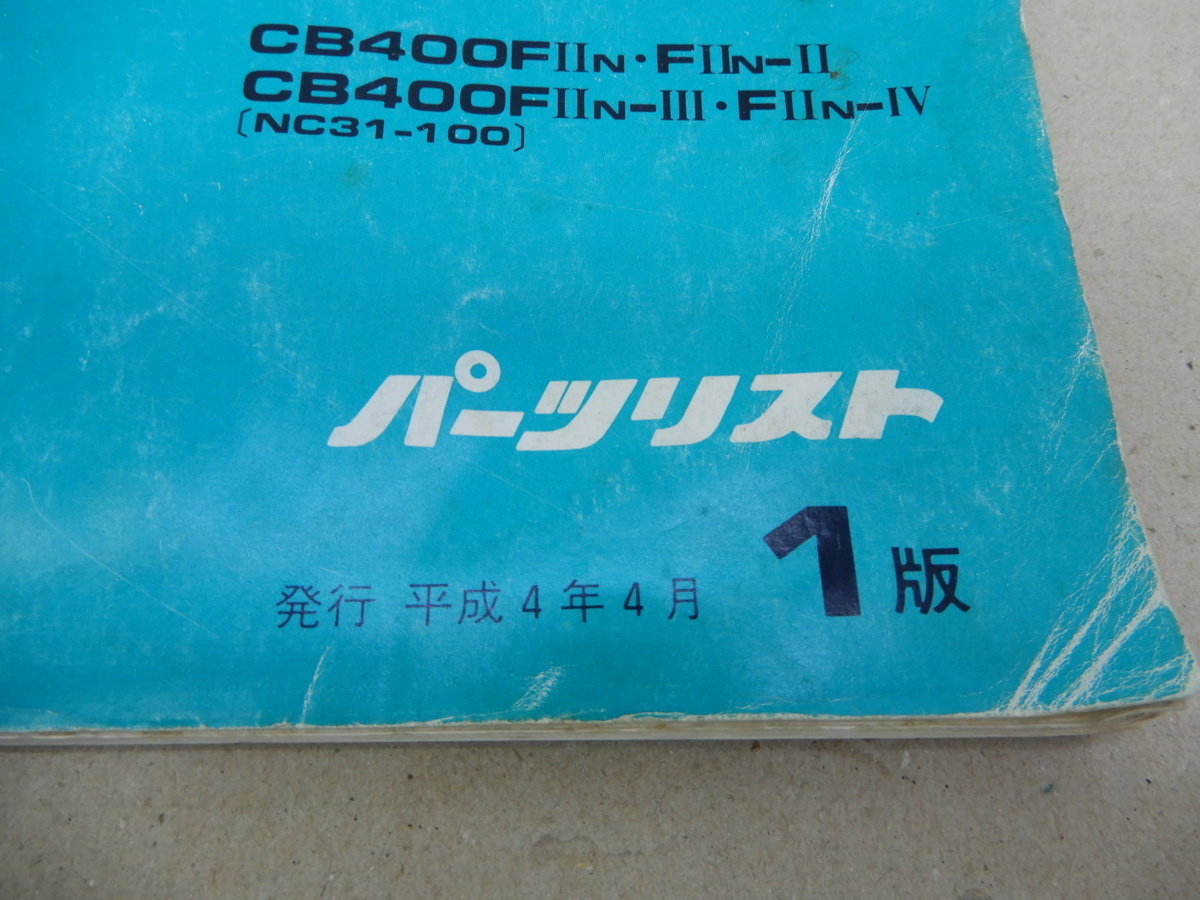 CB400FIIN・FIIN-II
CB400FIIN-III・FIIN-IV
〔NC31-100〕
パーツリスト
発行 平成4年4月 1版